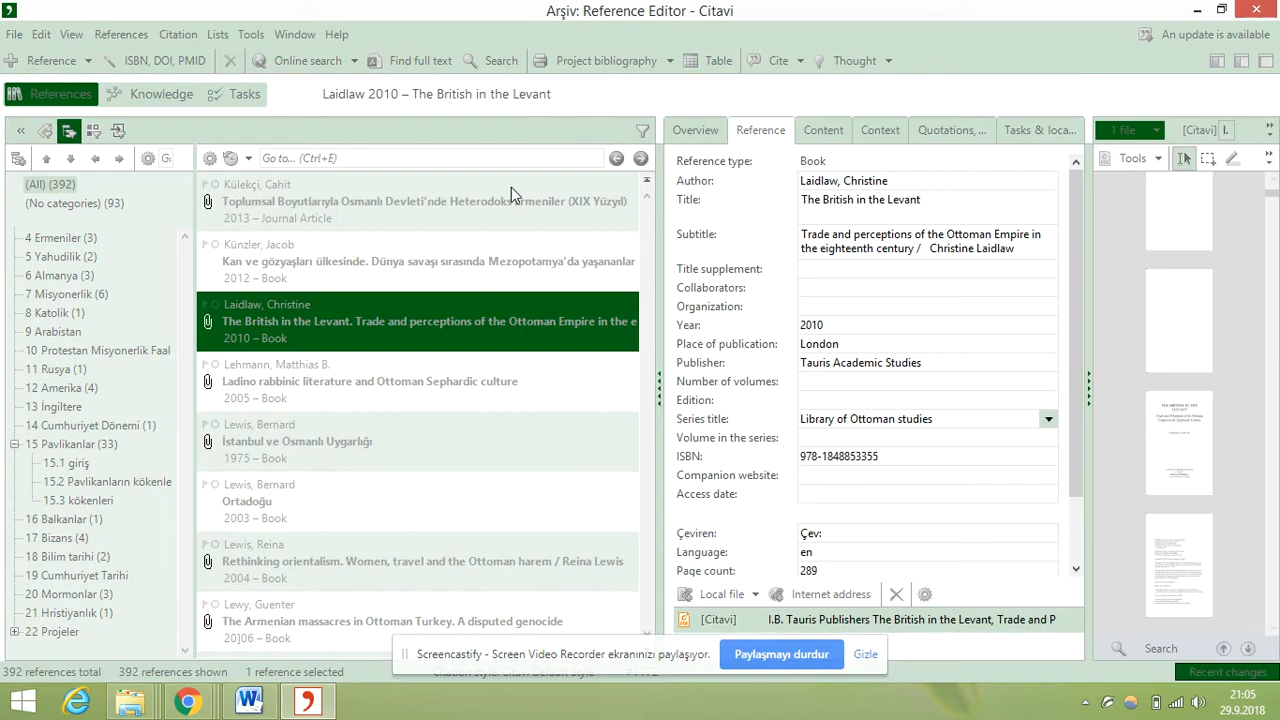 Arşiv: Reference Editor - Citavi
File Edit View References Citation Lists Tools Window Help
An update is available
Reference ISBN, DOI, PMID Online search Find full text Search Project bibliography Table Cite Thought
References Knowledge Tasks Laidlaw 2010 – The British in the Levant
Overview Reference Content Context Quotations, ... Tasks & loca... 1 file [Citavi] I.
Go to... (Ctrl+E)
Tools
(All) (392)
(No categories) (93)
4 Ermeniler (3)
5 Yahudilik (2)
6 Almanya (3)
7 Misyonerlik (6)
8 Katolik (1)
9 Arabistan
10 Protestan Misyonerlik Faal
11 Rusya (1)
12 Amerika (4)
13 İngiltere
14 Cumhuriyet Dönemi (1)
15 Pavlikanlar (33)
15.1 giriş
15.2 Pavlikanların kökenle
15.3 kökenleri
16 Balkanlar (1)
17 Bizans (4)
18 Bilim tarihi (2)
19 Cumhuriyet Tarihi
20 Mormonlar (3)
21 Hristiyanlık (1)
22 Projeler
Külekçi, Cahit
Toplumsal Boyutlarıyla Osmanlı Devleti'nde Heterodoks Ermeniler (XIX Yüzyıl)
2013 – Journal Article
Künzler, Jacob
Kan ve gözyaşları ülkesinde. Dünya savaşı sırasında Mezopotamya'da yaşananlar
2012 – Book
Laidlaw, Christine
The British in the Levant. Trade and perceptions of the Ottoman Empire in the e
2010 – Book
Lehmann, Matthias B.
Ladino rabbinic literature and Ottoman Sephardic culture
2005 – Book
Lewis, Bernard
İstanbul ve Osmanlı Uygarlığı
1975 – Book
Lewis, Bernard
Ortadoğu
2003 – Book
Lewis, Reina
Rethinking orientalism. Women, travel and the Ottoman harem / Reina Lewis
2004 – Book
Lewy, Guenter
The Armenian massacres in Ottoman Turkey. A disputed genocide
20]06 – Book
Reference type: Book
Author: Laidlaw, Christine
Title: The British in the Levant
Subtitle: Trade and perceptions of the Ottoman Empire in
the eighteenth century / Christine Laidlaw
Title supplement:
Collaborators:
Organization:
Year: 2010
Place of publication: London
Publisher: Tauris Academic Studies
Number of volumes:
Edition:
Series title: Library of Ottoman studies
Volume in the series:
ISBN: 978-1848853355
Companion website:
Access date:
Çeviren: Çev:
Language: en
Page count: 289
Local file Internet address
[Citavi] I.B. Tauris Publishers The British in the Levant, Trade and P
THE BRITISH IN THE
LEVANT
Search
Screencastify - Screen Video Recorder ekranınızı paylaşıyor. Paylaşmayı durdur Gizle
392 references total 392 references shown 1 reference selected
Recent changes
21:05
29.9.2018